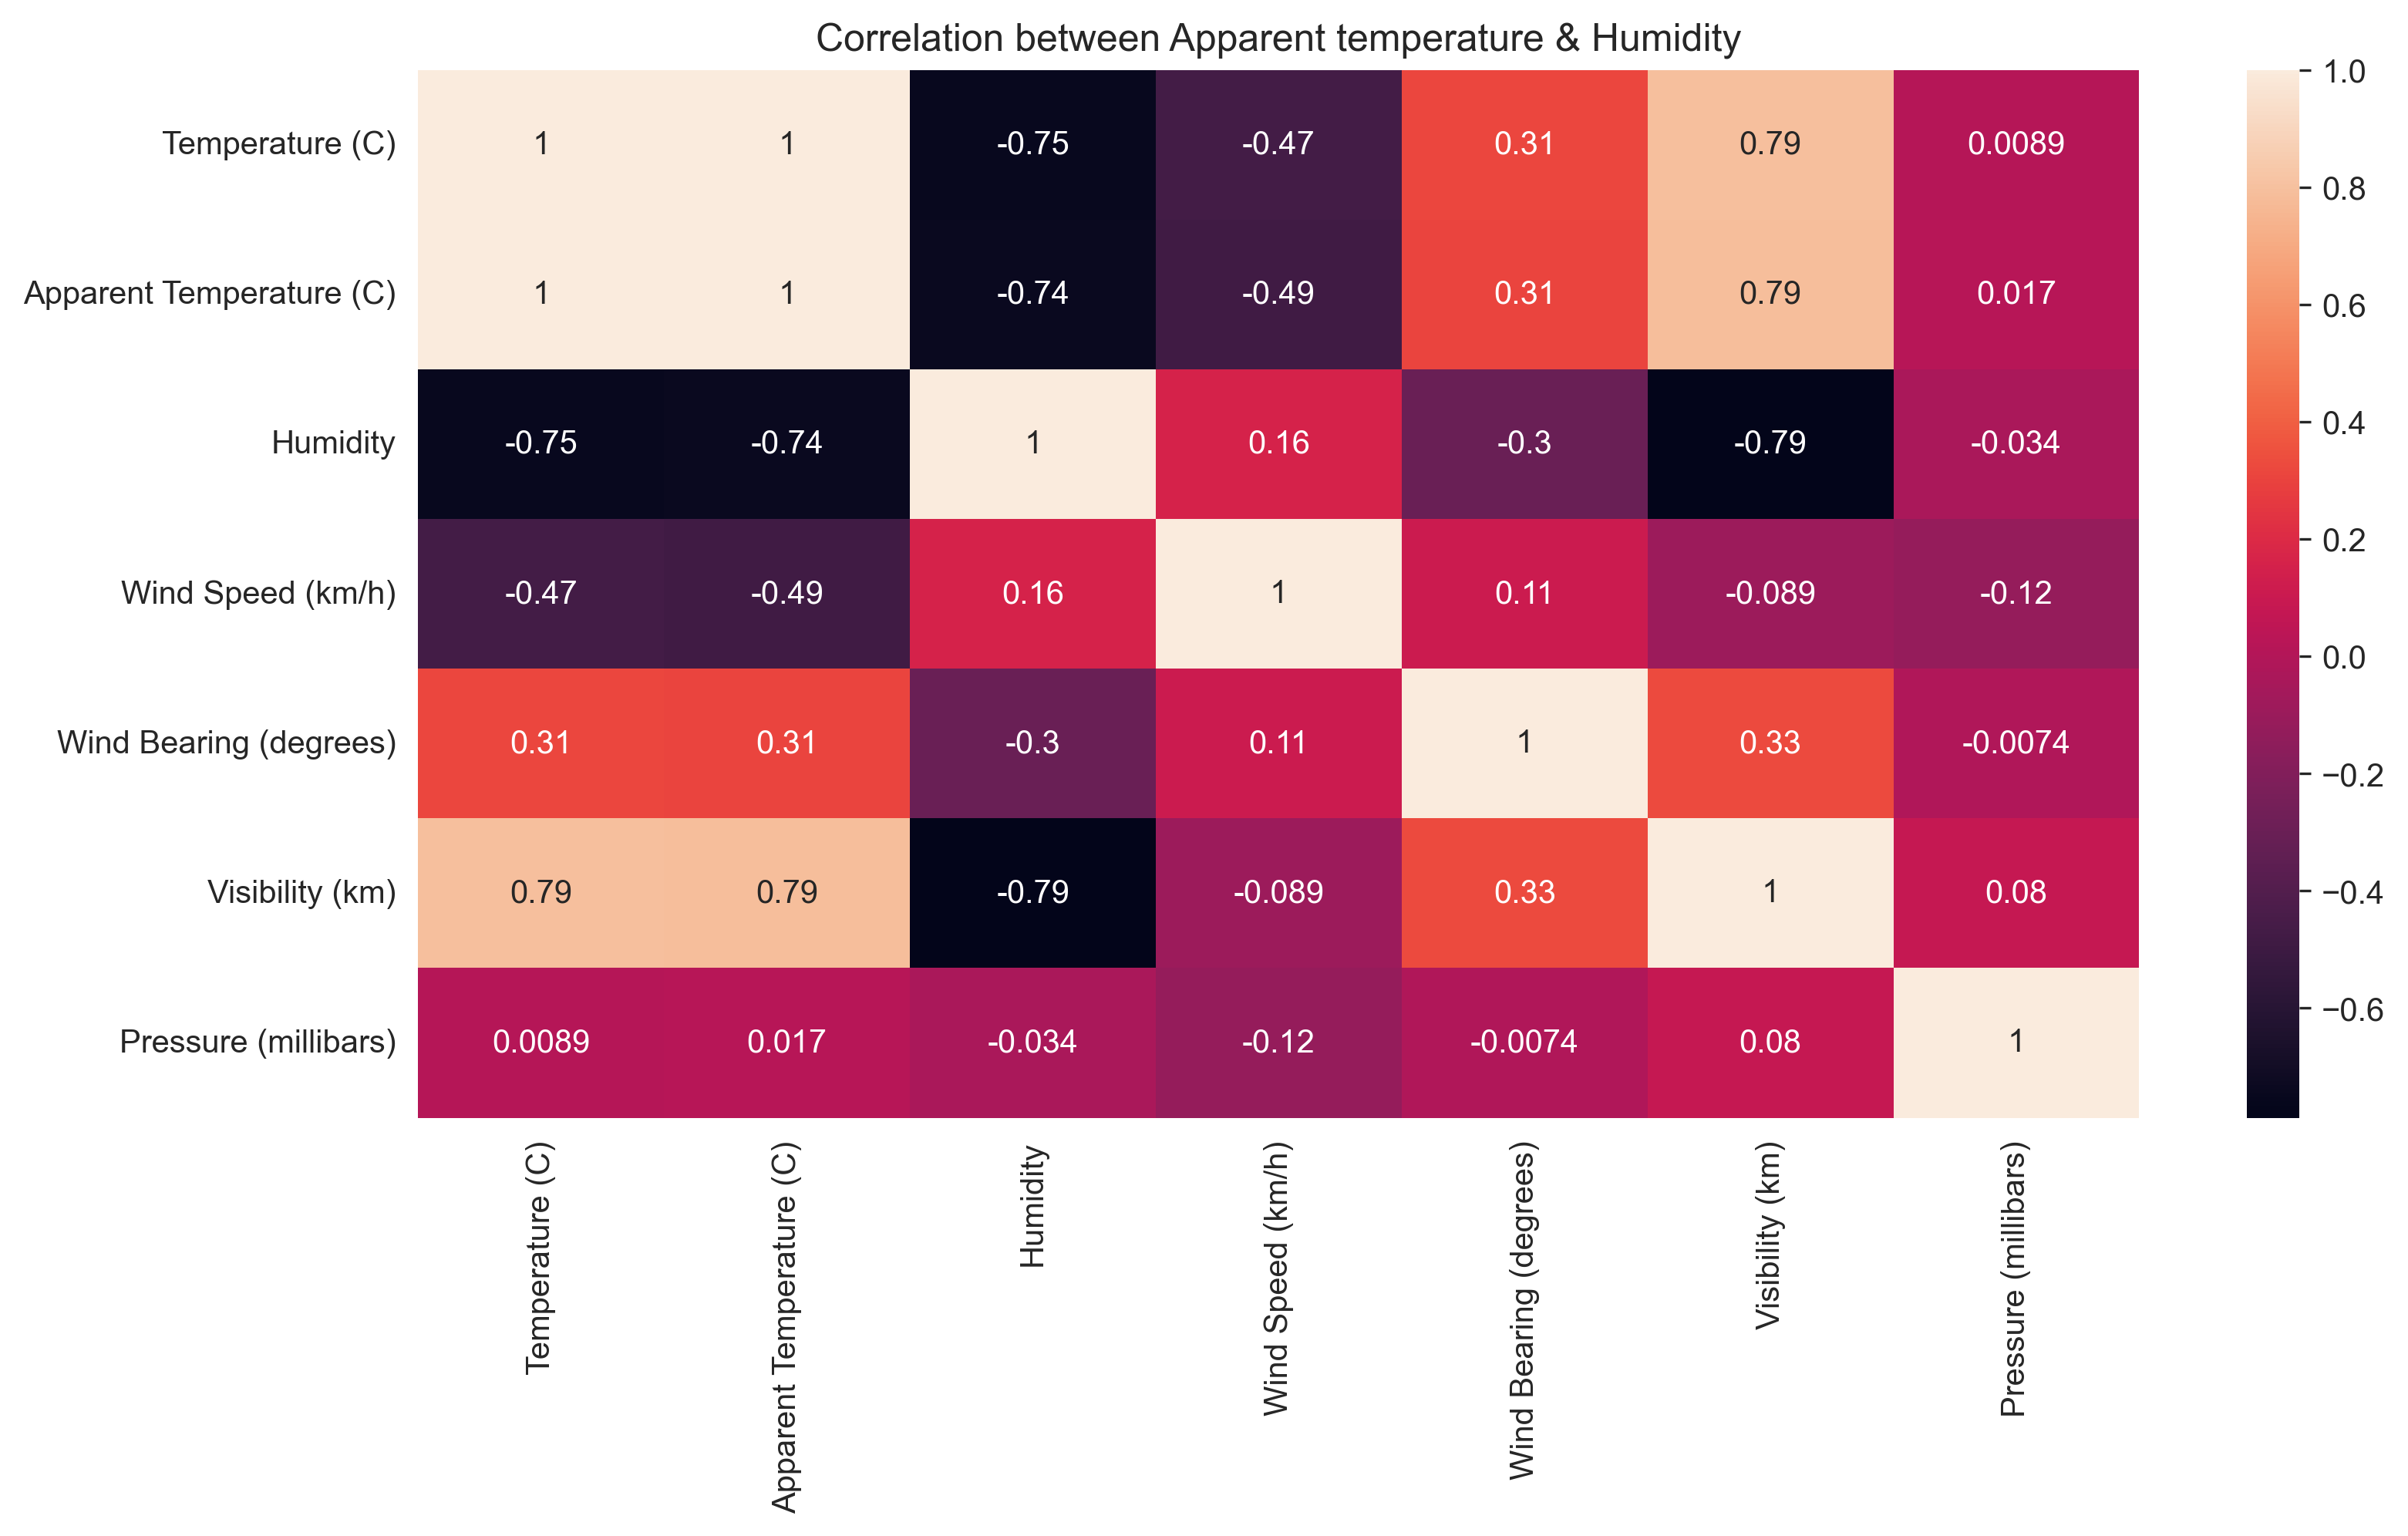 Correlation between Apparent temperature & Humidity
Temperature (C) 1 1 -0.75 -0.47 0.31 0.79 0.0089
Apparent Temperature (C) 1 1 -0.74 -0.49 0.31 0.79 0.017
Humidity -0.75 -0.74 1 0.16 -0.3 -0.79 -0.034
Wind Speed (km/h) -0.47 -0.49 0.16 1 0.11 -0.089 -0.12
Wind Bearing (degrees) 0.31 0.31 -0.3 0.11 1 0.33 -0.0074
Visibility (km) 0.79 0.79 -0.79 -0.089 0.33 1 0.08
Pressure (millibars) 0.0089 0.017 -0.034 -0.12 -0.0074 0.08 1
Temperature (C)
Apparent Temperature (C)
Humidity
Wind Speed (km/h)
Wind Bearing (degrees)
Visibility (km)
Pressure (millibars)
1.0
0.8
0.6
0.4
0.2
0.0
−0.2
−0.4
−0.6